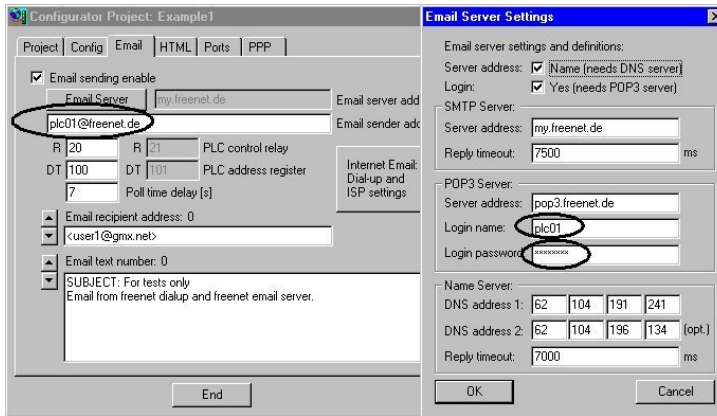 Configurator Project: Example1
Project Config Email HTML Ports PPP
Email sending enable
Email Server my.freenet.de Email server add
plc01@freenet.de Email sender add
R 20 R 21 PLC control relay
DT 100 DT 101 PLC address register
7 Poll time delay [s]
Internet Email:
Dial-up and
ISP settings
Email recipient address: 0
<user1@gmx.net>
Email text number: 0
SUBJECT: For tests only
Email from freenet dialup and freenet email server.
End
Email Server Settings
Email server settings and definitions:
Server address: Name (needs DNS server)
Login: Yes (needs POP3 server)
SMTP Server:
Server address: my.freenet.de
Reply timeout: 7500 ms
POP3 Server:
Server address: pop3.freenet.de
Login name: plc01
Login password ********
Name Server:
DNS address 1: 62 104 191 241
DNS address 2: 62 104 196 134 (opt.)
Reply timeout: 7000 ms
OK Cancel